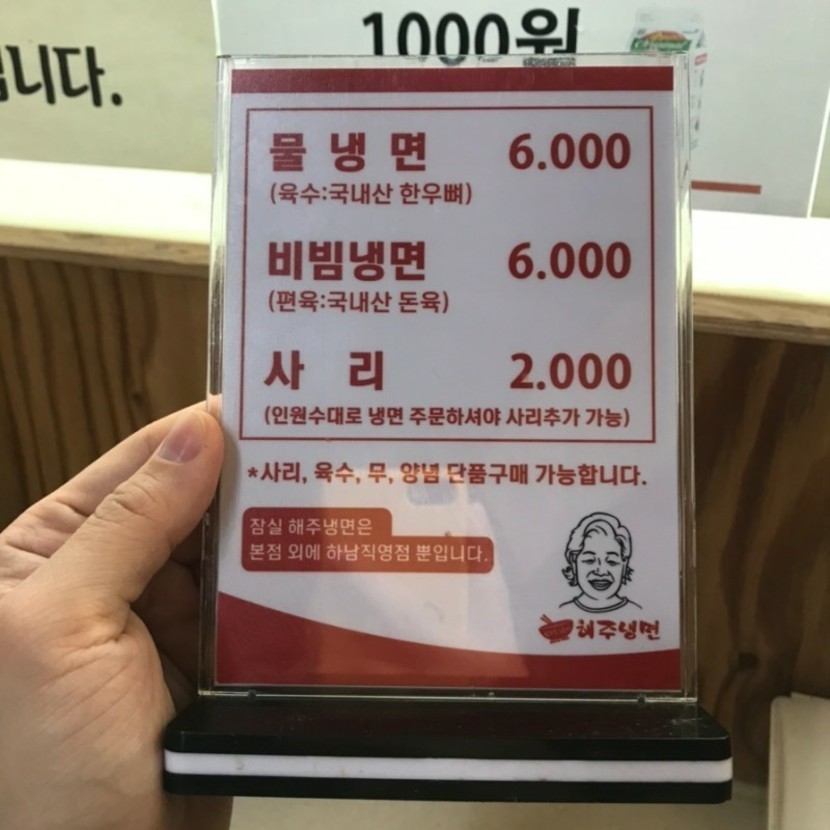 1000원
니다.
물냉면 6.000
(육수:국내산 한우뼈)
비빔냉면 6.000
(편육:국내산 돈육)
사리 2.000
(인원수대로 냉면 주문하셔야 사리추가 가능)
*사리, 육수, 무, 양념 단품구매 가능합니다.
잠실 해주냉면은
본점 외에 하남직영점 뿐입니다.
해주냉면